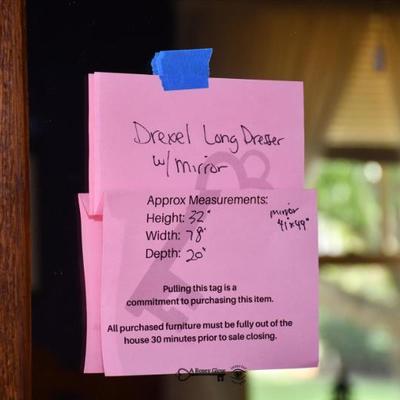 Drexel Long Dresser
w/ mirror
Approx Measurements:
Height: 32"
mirror
41"x49"
Width: 78"
Depth: 20"
Pulling this tag is a
commitment to purchasing this item.
All purchased furniture must be fully out of the
house 30 minutes prior to sale closing.
A Rosey Glow